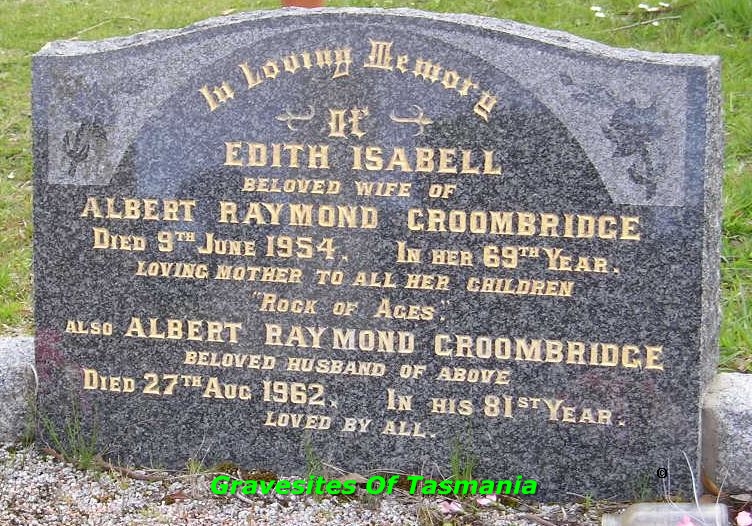 In Loving Memory
OF
EDITH ISABELL
BELOVED WIFE OF
ALBERT RAYMOND GROOMBRIDGE
DIED 9TH JUNE 1954. IN HER 69TH YEAR.
LOVING MOTHER TO ALL HER CHILDREN
"ROCK OF AGES".
ALSO ALBERT RAYMOND GROOMBRIDGE
BELOVED HUSBAND OF ABOVE
DIED 27TH AUG 1962. IN HIS 81ST YEAR.
LOVED BY ALL.
Gravesites Of Tasmania